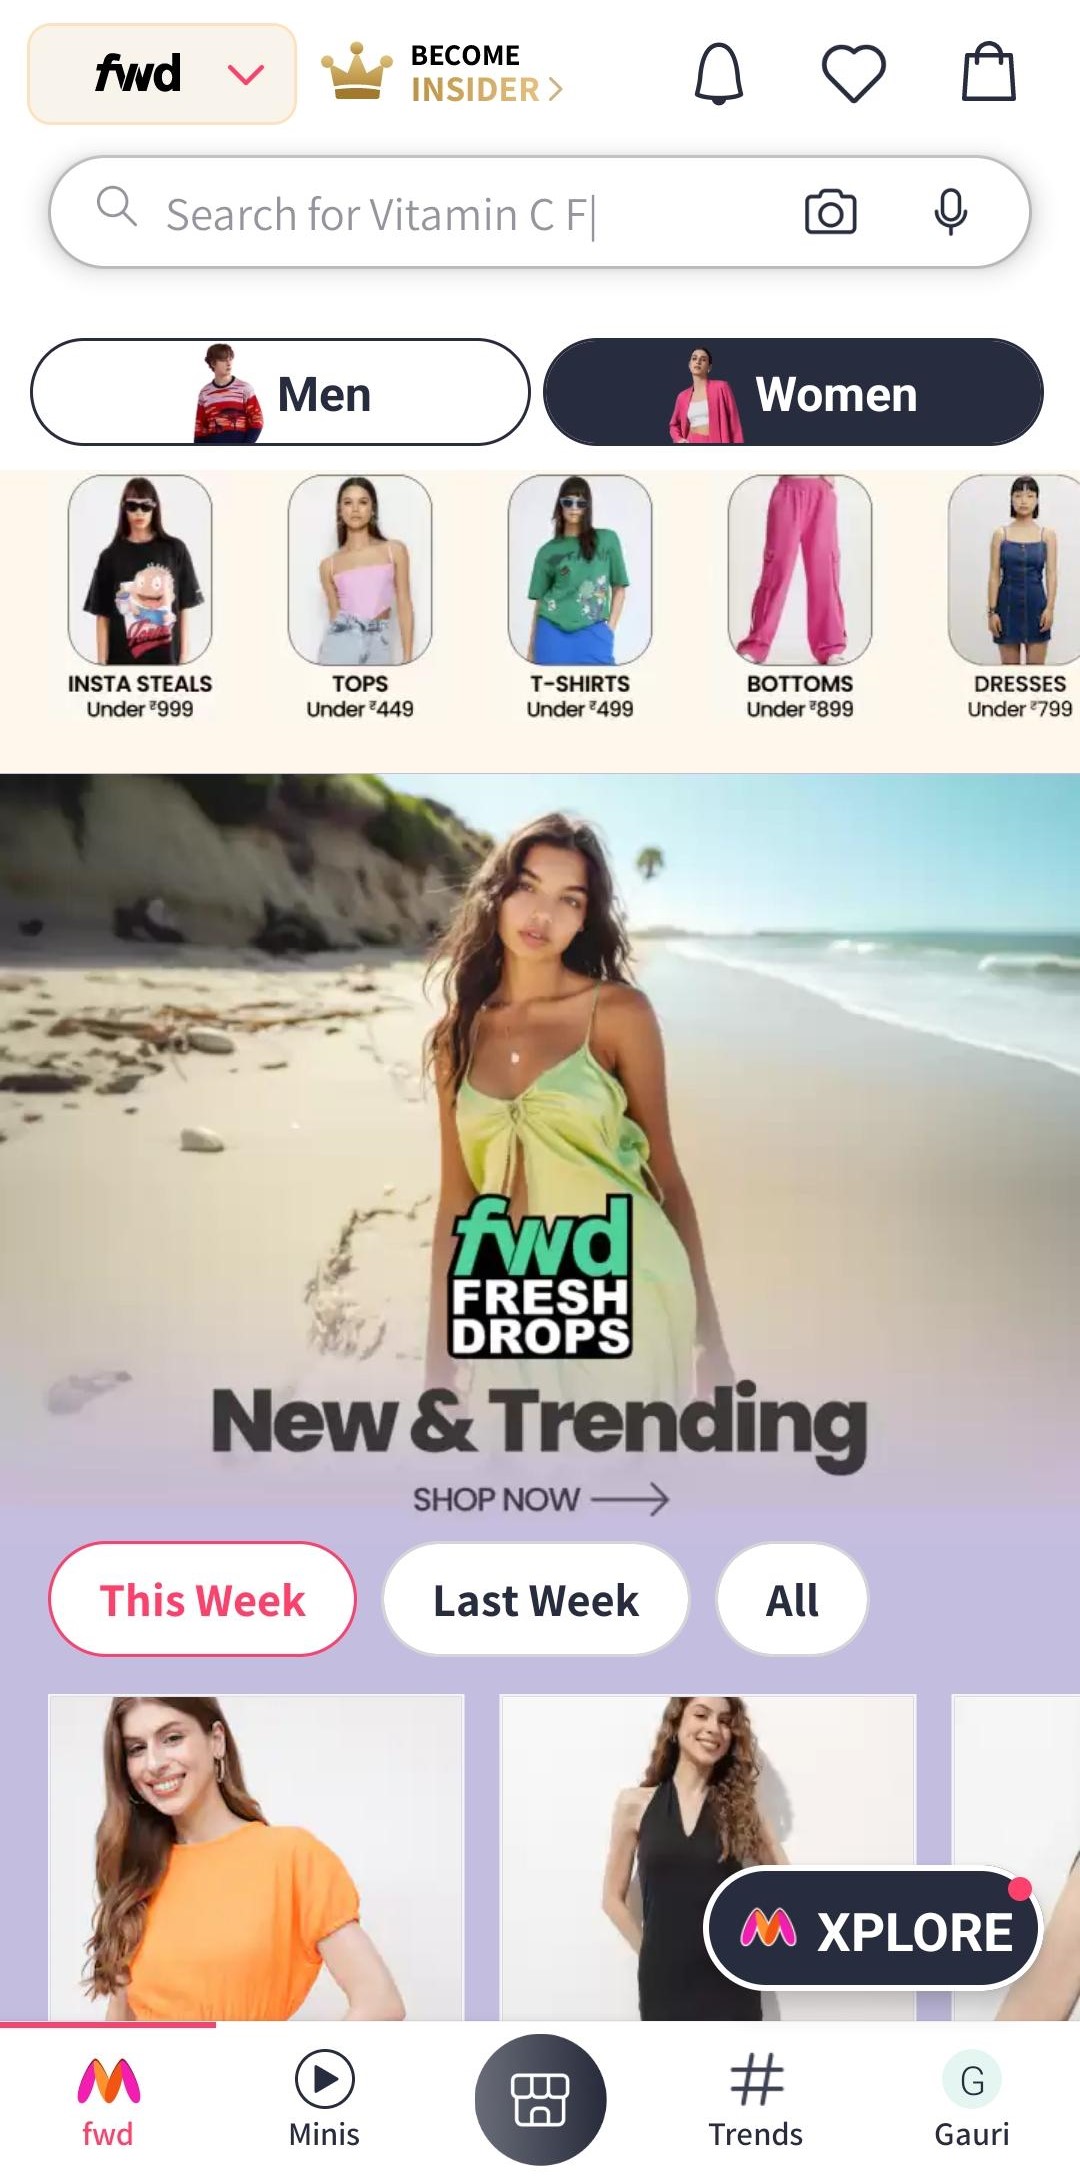 fwd
BECOME
INSIDER
Search for Vitamin C F
Men
Women
INSTA STEALS
Under ₹999
TOPS
Under ₹449
T-SHIRTS
Under ₹499
BOTTOMS
Under ₹899
DRESSES
Under ₹799
fwd
FRESH
DROPS
New & Trending
SHOP NOW
This Week
Last Week
All
XPLORE
fwd
Minis
Trends
G
Gauri